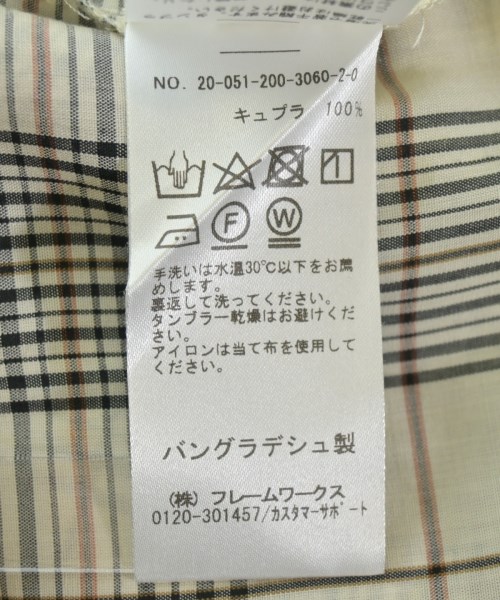 NO. 20-051-200-3060-2-0
キュプラ 100%
F W
手洗いは水温30℃以下をお薦
めします。
裏返して洗ってください。
タンブラー乾燥はお避けくだ
さい。
アイロンは当て布を使用して
ください。
バングラデシュ製
(株) フレームワークス
0120-301457/カスタマーサポート